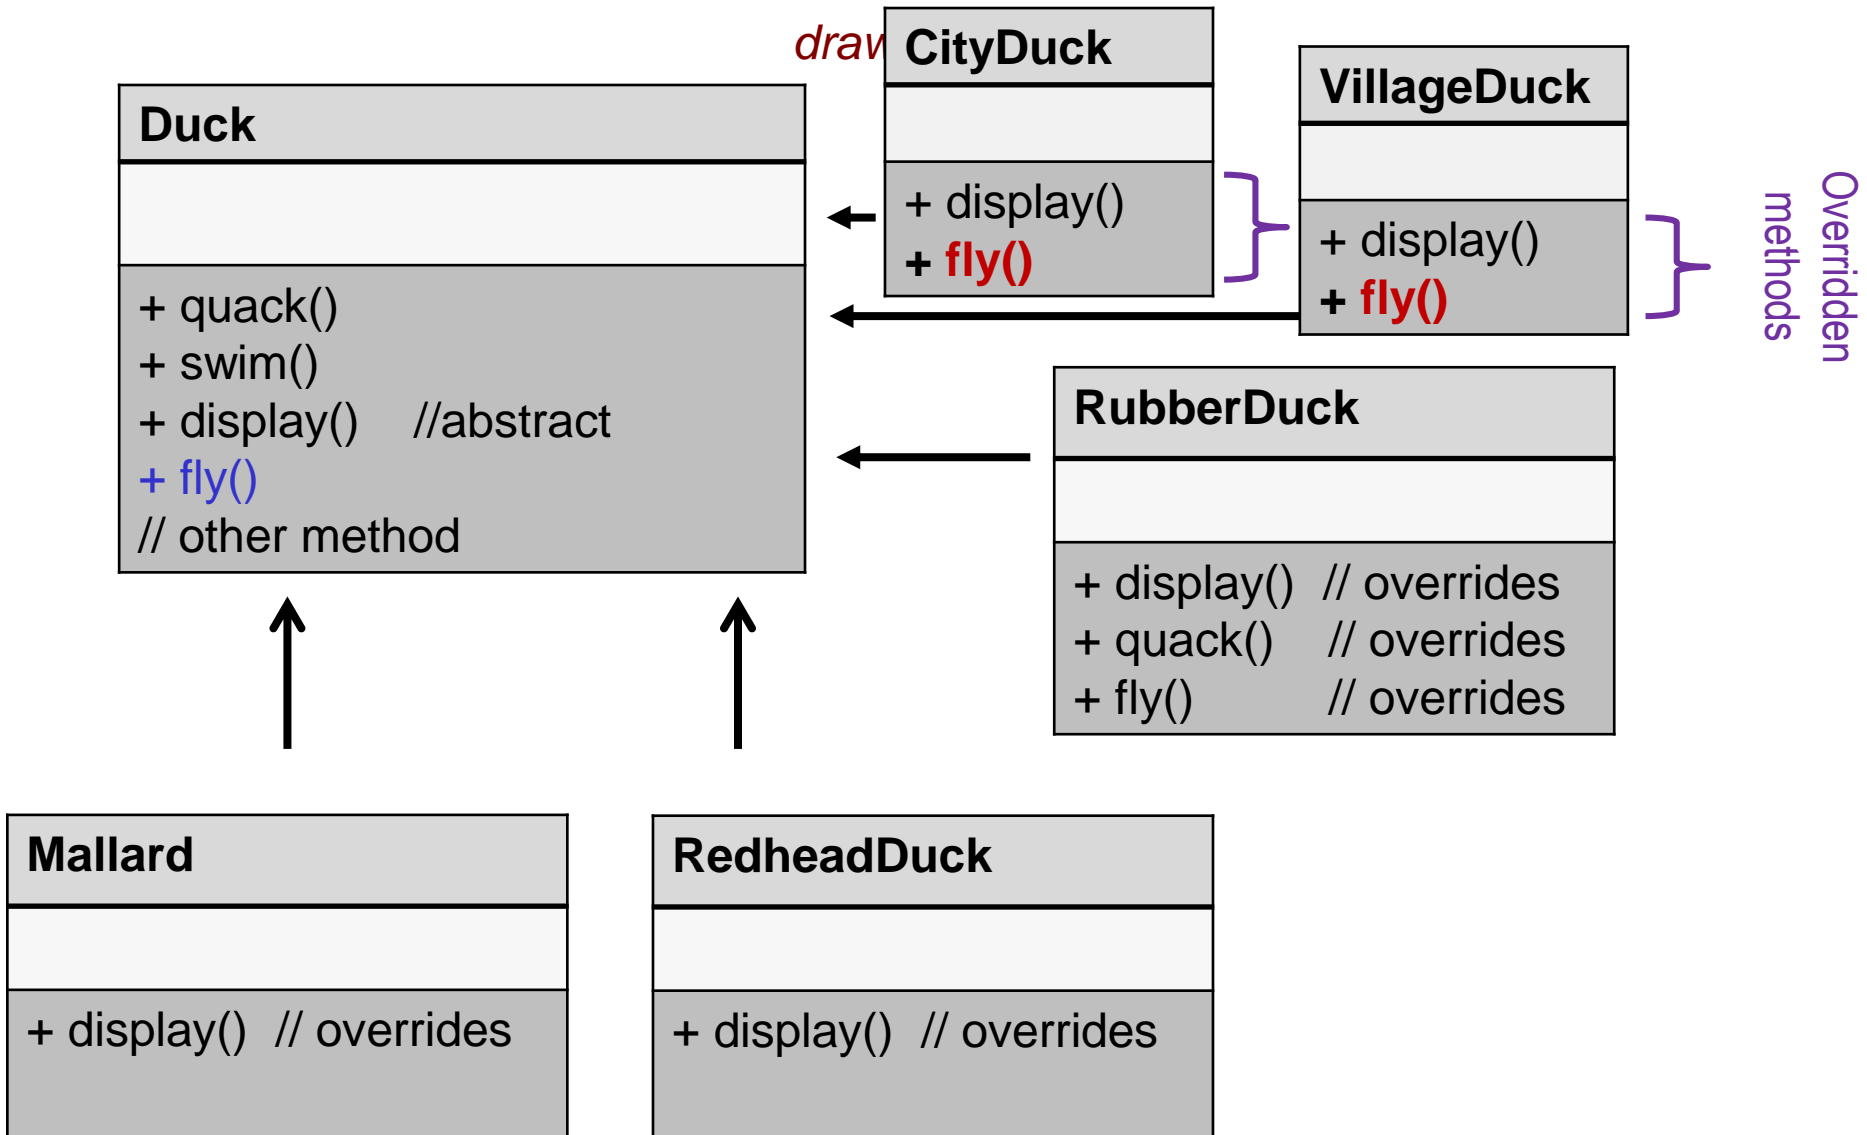 draw
CityDuck
+ display()
+ fly()
VillageDuck
+ display()
+ fly()
Overridden
methods
Duck
+ quack()
+ swim()
+ display() //abstract
+ fly()
// other method
RubberDuck
+ display() // overrides
+ quack() // overrides
+ fly() // overrides
Mallard
+ display() // overrides
RedheadDuck
+ display() // overrides